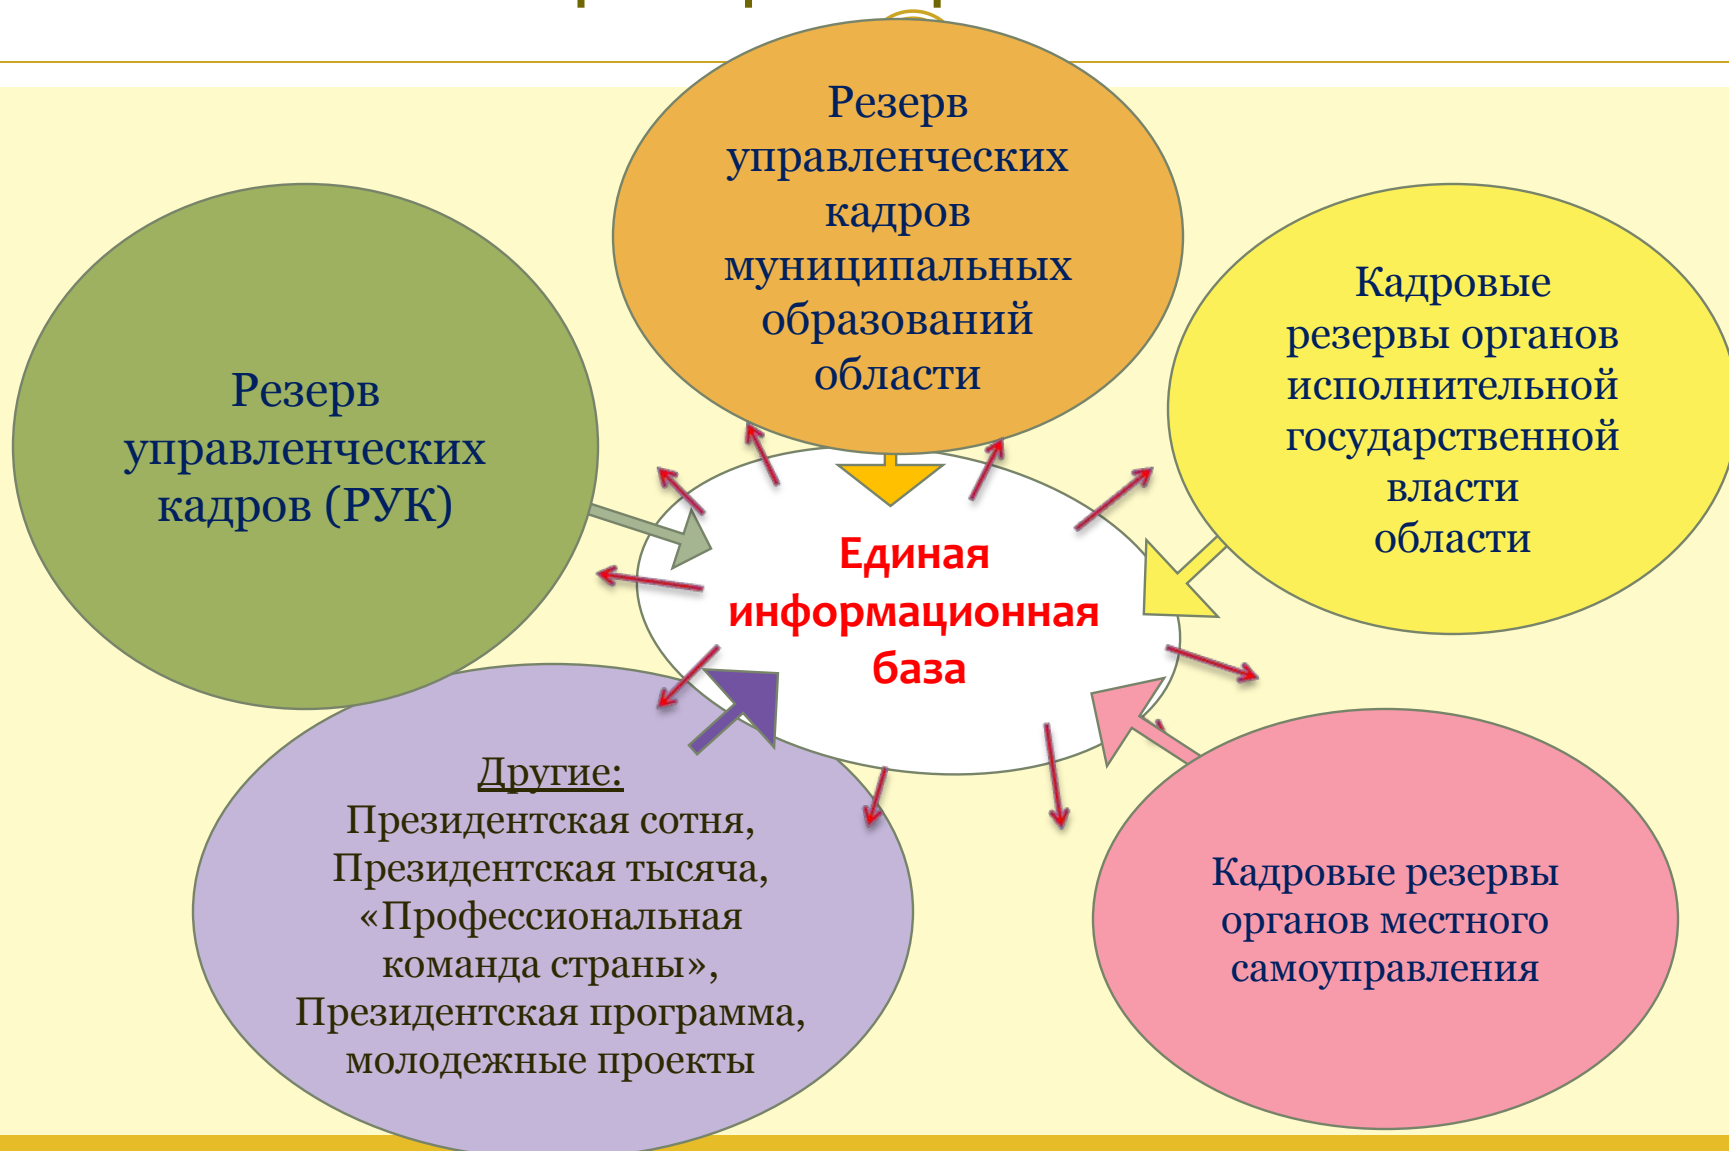 Резерв
управленческих
кадров
муниципальных
образований
области
Кадровые
резервы органов
исполнительной
государственной
власти
области
Резерв
управленческих
кадров (РУК)
Единая
информационная
база
Другие:
Президентская сотня,
Президентская тысяча,
«Профессиональная
команда страны»,
Президентская программа,
молодежные проекты
Кадровые резервы
органов местного
самоуправления